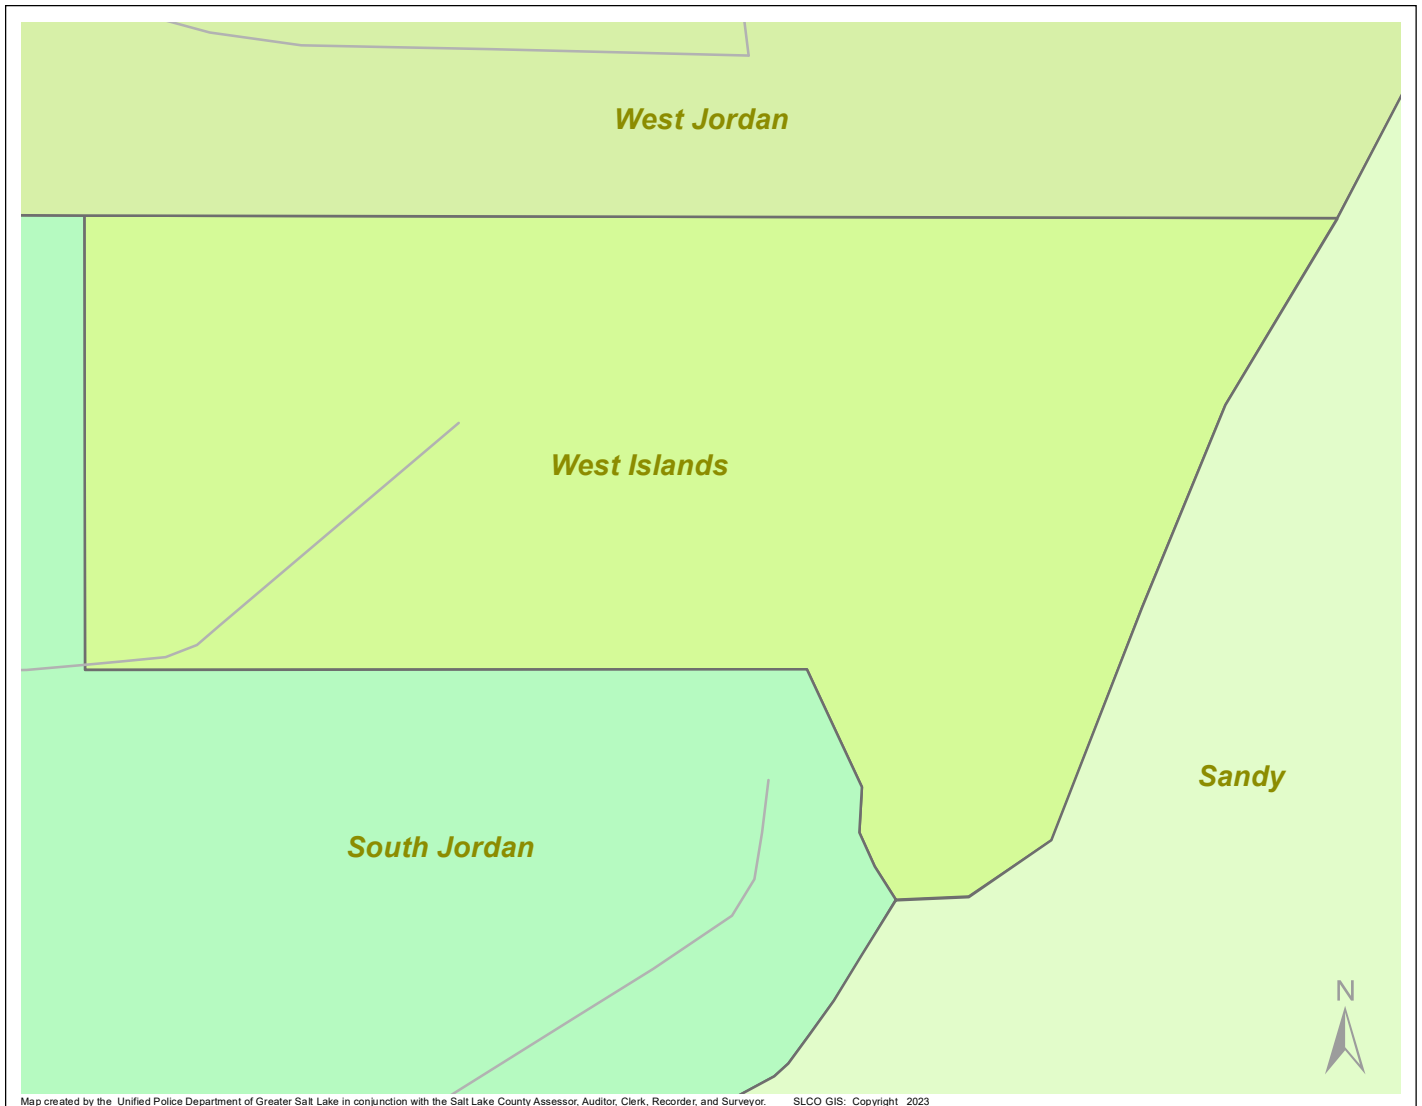 West Jordan
West Islands
Sandy
South Jordan
N
Map created by the Unified Police Department of Greater Salt Lake in conjunction with the Salt Lake County Assessor, Auditor, Clerk, Recorder, and Surveyor. SLCO GIS: Copyright 2023